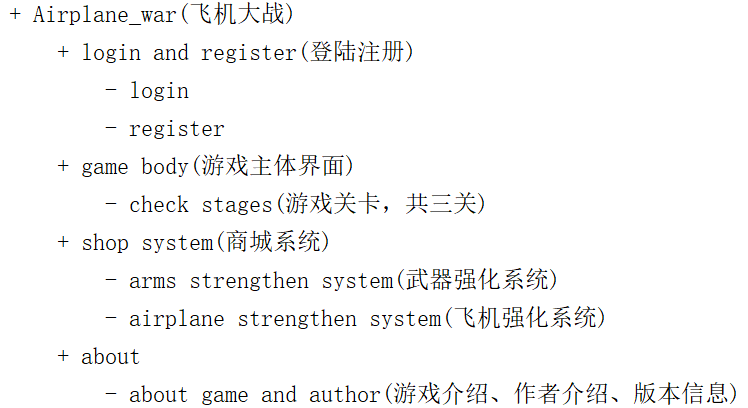 + Airplane_war(飞机大战)
+ login and register(登陆注册)
- login
- register
+ game body(游戏主体界面)
- check stages(游戏关卡，共三关)
+ shop system(商城系统)
- arms strengthen system(武器强化系统)
- airplane strengthen system(飞机强化系统)
+ about
- about game and author(游戏介绍、作者介绍、版本信息)